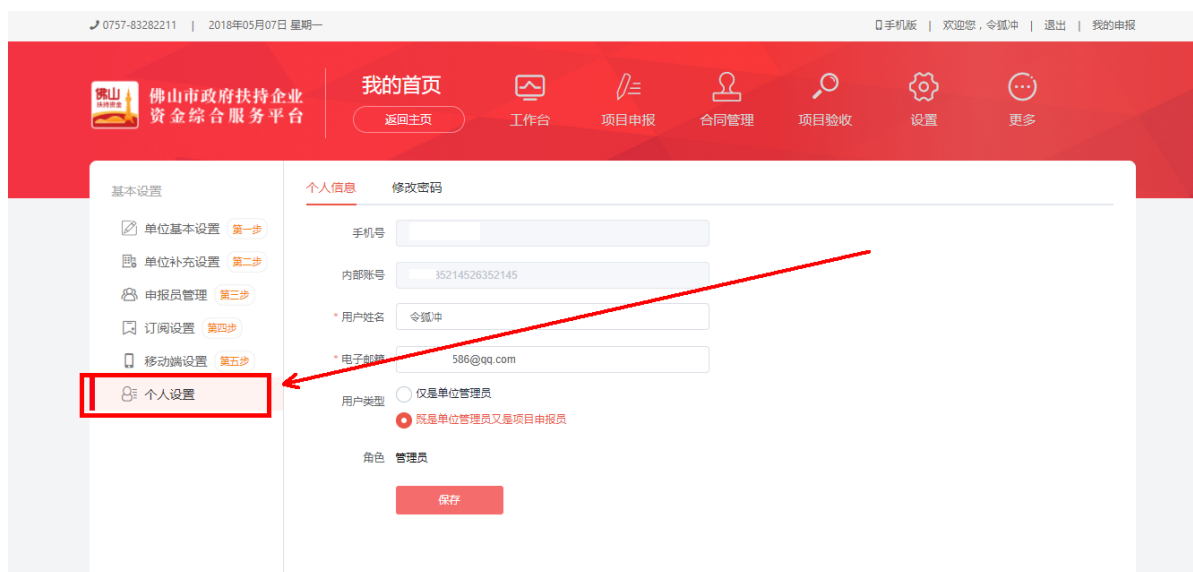 0757-83282211 | 2018年05月07日 星期一
手机版 | 欢迎您，令狐冲 | 退出 | 我的申报
佛山
扶持资金
佛山市政府扶持企业
资金综合服务平台
我的首页
返回主页
工作台
项目申报
合同管理
项目验收
设置
更多
基本设置
单位基本设置 第一步
单位补充设置 第二步
申报员管理 第三步
订阅设置 第四步
移动端设置 第五步
个人设置
个人信息 修改密码
手机号
内部账号 35214526352145
* 用户姓名 令狐冲
* 电子邮箱 586@qq.com
用户类型 仅是单位管理员
既是单位管理员又是项目申报员
角色 管理员
保存